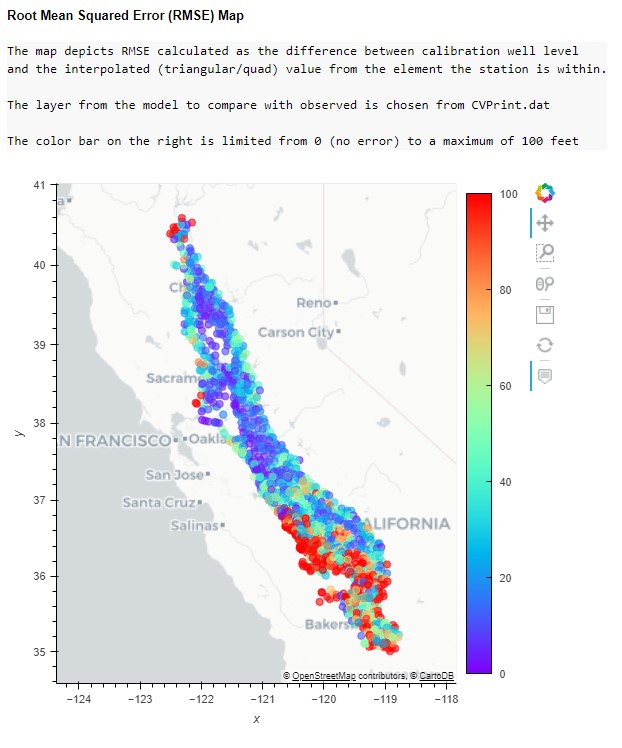 Root Mean Squared Error (RMSE) Map
The map depicts RMSE calculated as the difference between calibration well level
and the interpolated (triangular/quad) value from the element the station is within.
The layer from the model to compare with observed is chosen from CVPrint.dat
The color bar on the right is limited from 0 (no error) to a maximum of 100 feet
41
40
39
38
37
36
35
y
a
Ch
Reno
Carson City
Sacram
N FRANCISCO
Oakla
San Jose
Santa Cruz
Salinas
ALIFORNIA
Bakers
© OpenStreetMap contributors, © CartoDB
−124
−123
−122
−121
−120
−119
−118
x
100
80
60
40
20
0